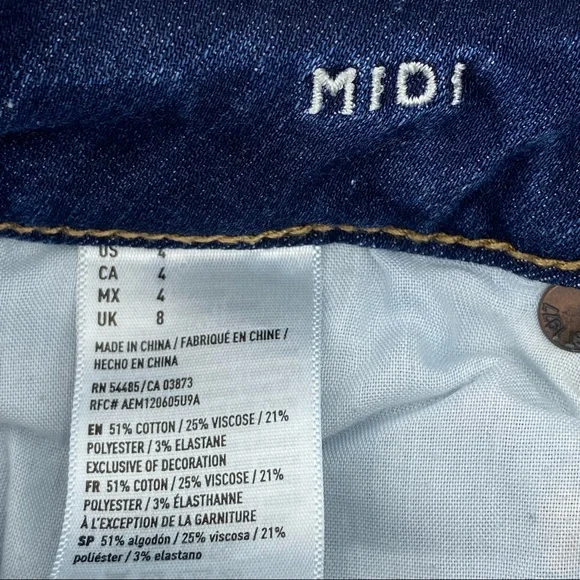 MIDI
US 4
CA 4
MX 4
UK 8
MADE IN CHINA / FABRIQUÉ EN CHINE /
HECHO EN CHINA
RN 54485/CA 03873
RFC# AEM120605U9A
EN 51% COTTON / 25% VISCOSE / 21%
POLYESTER / 3% ELASTANE
EXCLUSIVE OF DECORATION
FR 51% COTON / 25% VISCOSE / 21%
POLYESTER / 3% ÉLASTHANNE
À L'EXCEPTION DE LA GARNITURE
SP 51% algodón / 25% viscosa / 21%
poliéster / 3% elastano